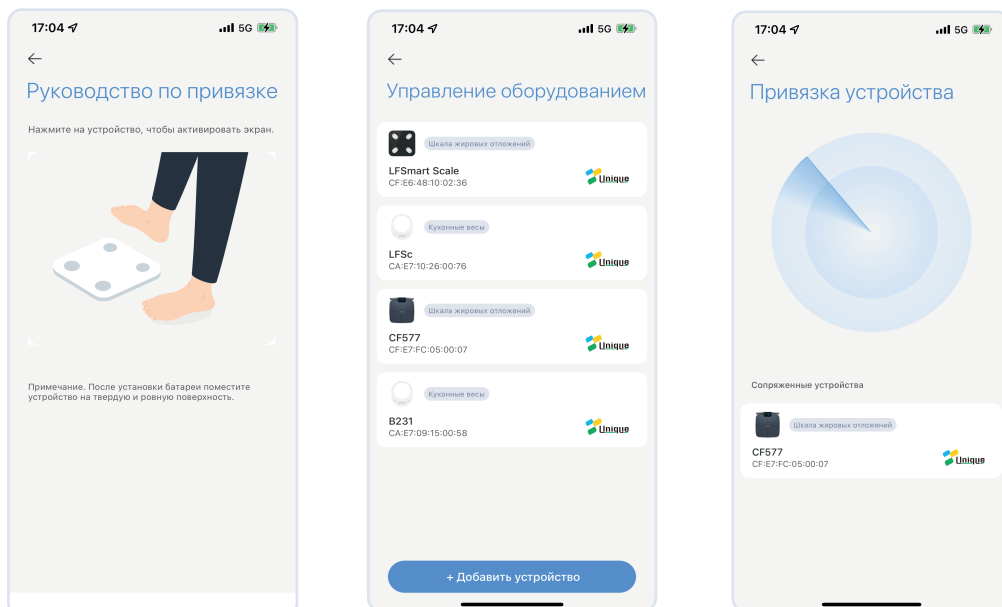 17:04
5G
Руководство по привязке
Нажмите на устройство, чтобы активировать экран.
Примечание. После установки батареи поместите
устройство на твердую и ровную поверхность.
17:04
5G
Управление оборудованием
Шкала жировых отложений
LFSmart Scale
CF:E6:48:10:02:36
Unique
Кухонные весы
LFSc
CA:E7:10:26:00:76
Unique
Шкала жировых отложений
CF577
CF:E7:FC:05:00:07
Unique
Кухонные весы
B231
CA:E7:09:15:00:58
Unique
+ Добавить устройство
17:04
5G
Привязка устройства
Сопряженные устройства
Шкала жировых отложений
CF577
CF:E7:FC:05:00:07
Unique